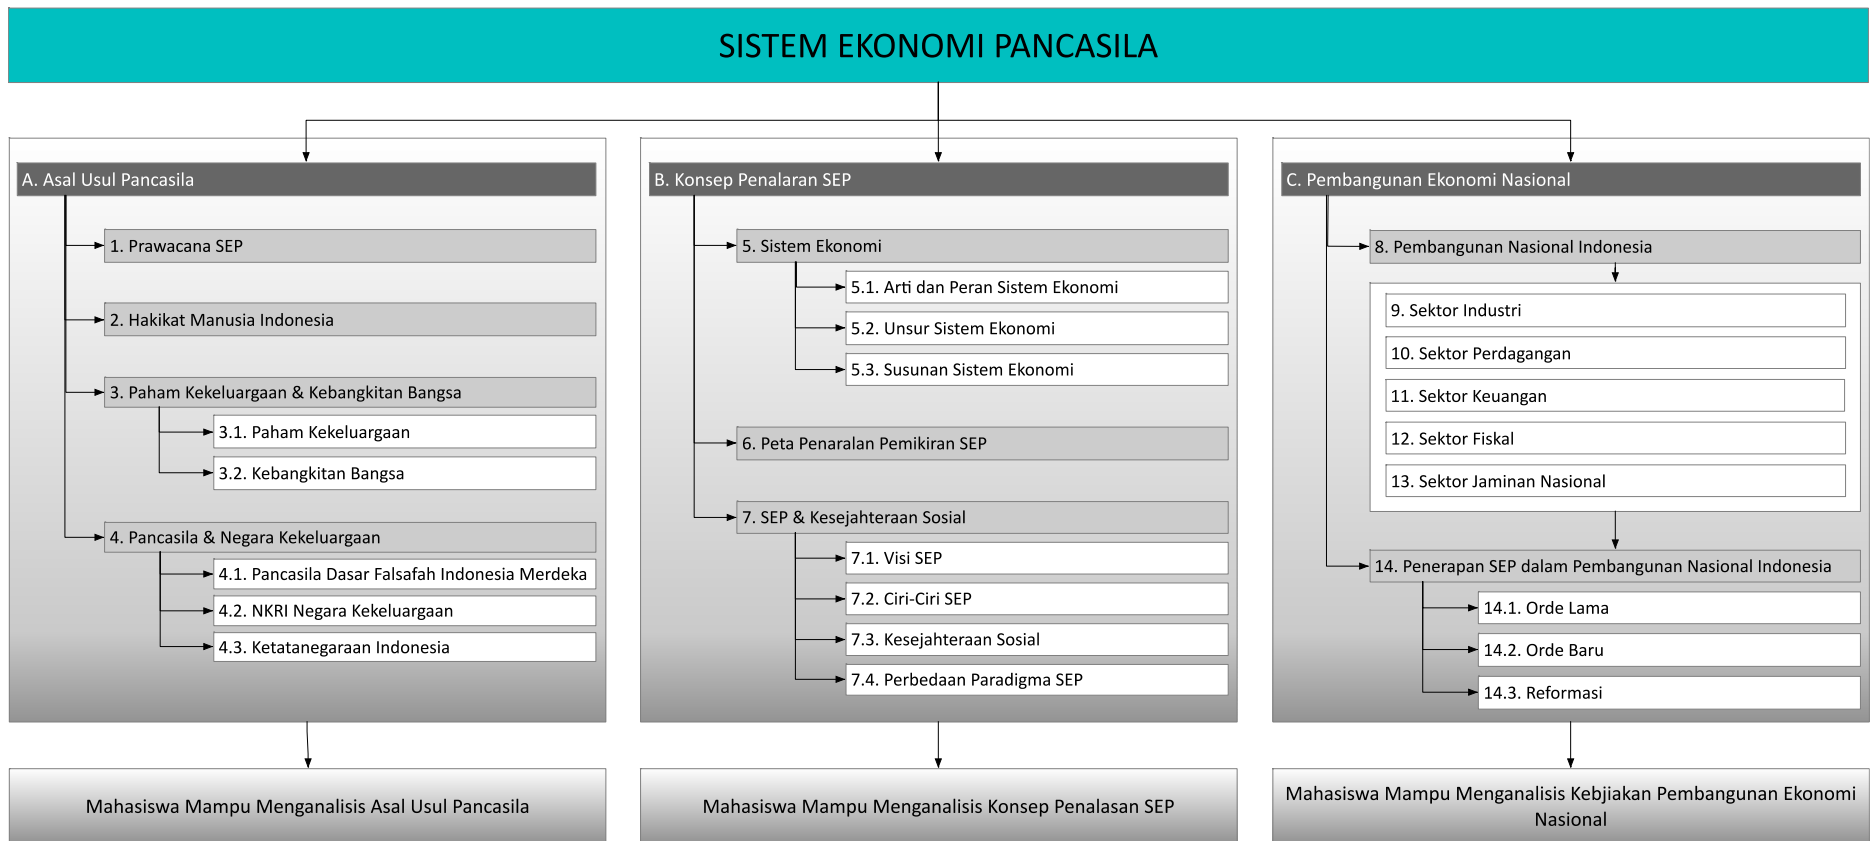 SISTEM EKONOMI PANCASILA
A. Asal Usul Pancasila
1. Prawacana SEP
2. Hakikat Manusia Indonesia
3. Paham Kekeluargaan & Kebangkitan Bangsa
3.1. Paham Kekeluargaan
3.2. Kebangkitan Bangsa
4. Pancasila & Negara Kekeluargaan
4.1. Pancasila Dasar Falsafah Indonesia Merdeka
4.2. NKRI Negara Kekeluargaan
4.3. Ketatanegaraan Indonesia
Mahasiswa Mampu Menganalisis Asal Usul Pancasila
B. Konsep Penalaran SEP
5. Sistem Ekonomi
5.1. Arti dan Peran Sistem Ekonomi
5.2. Unsur Sistem Ekonomi
5.3. Susunan Sistem Ekonomi
6. Peta Penaralan Pemikiran SEP
7. SEP & Kesejahteraan Sosial
7.1. Visi SEP
7.2. Ciri-Ciri SEP
7.3. Kesejahteraan Sosial
7.4. Perbedaan Paradigma SEP
Mahasiswa Mampu Menganalisis Konsep Penalasan SEP
C. Pembangunan Ekonomi Nasional
8. Pembangunan Nasional Indonesia
9. Sektor Industri
10. Sektor Perdagangan
11. Sektor Keuangan
12. Sektor Fiskal
13. Sektor Jaminan Nasional
14. Penerapan SEP dalam Pembangunan Nasional Indonesia
14.1. Orde Lama
14.2. Orde Baru
14.3. Reformasi
Mahasiswa Mampu Menganalisis Kebjiakan Pembangunan Ekonomi
Nasional